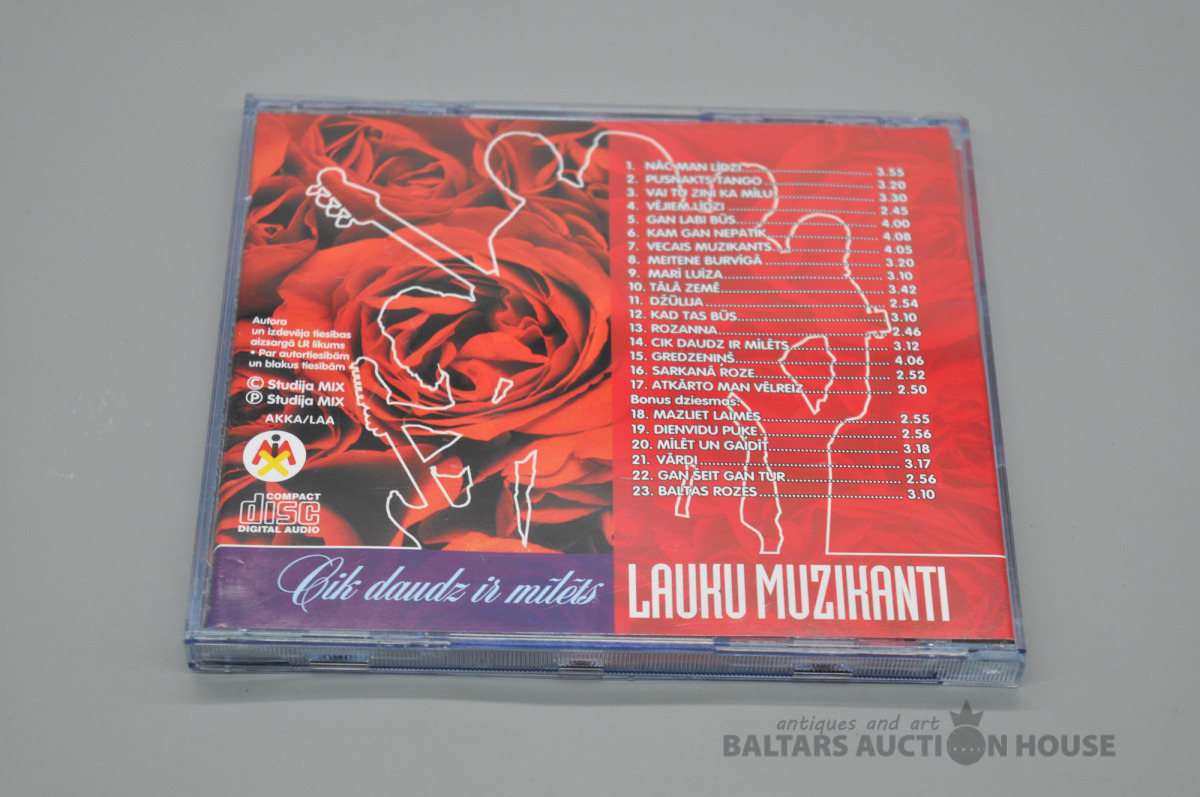 1. NĀC MAN LĪDZI 3.55
2. PUSNAKTS TANGO 3.20
3. VAI TU ZINI KA MĪLU 3.30
4. VĒJIEM LĪDZI 2.45
5. GAN LABI BŪS 4.00
6. KAM GAN NEPATIK 4.08
7. VECAIS MUZIKANTS 4.05
8. MEITENE BURVĪGĀ 3.20
9. MARĪ LUĪZA 3.10
10. TĀLĀ ZEMĒ 3.42
11. DŽŪLIJA 2.54
12. KAD TAS BŪS 3.10
13. ROZANNA 2.46
14. CIK DAUDZ IR MĪLĒTS 3.12
15. GREDZENIŅŠ 4.06
16. SARKANĀ ROZE 2.52
17. ATKĀRTO MAN VĒLREIZ 2.50
Bonus dziesmas:
18. MAZLIET LAIMES 2.55
19. DIENVIDU PUĶE 2.56
20. MĪLĒT UN GAIDĪT 3.18
21. VĀRDI 3.17
22. GAN ŠEIT GAN TUR 2.56
23. BALTAS ROZES 3.10
Autora
un izdevēja tiesības
aizsargā LR likums
• Par autortiesībām
un blakus tiesībām
© Studija MIX
℗ Studija MIX
AKKA/LAA
MiX
COMPACT
disc
DIGITAL AUDIO
Cik daudz ir mīlēts
LAUKU MUZIKANTI
antiques and art
BALTARS AUCTION HOUSE